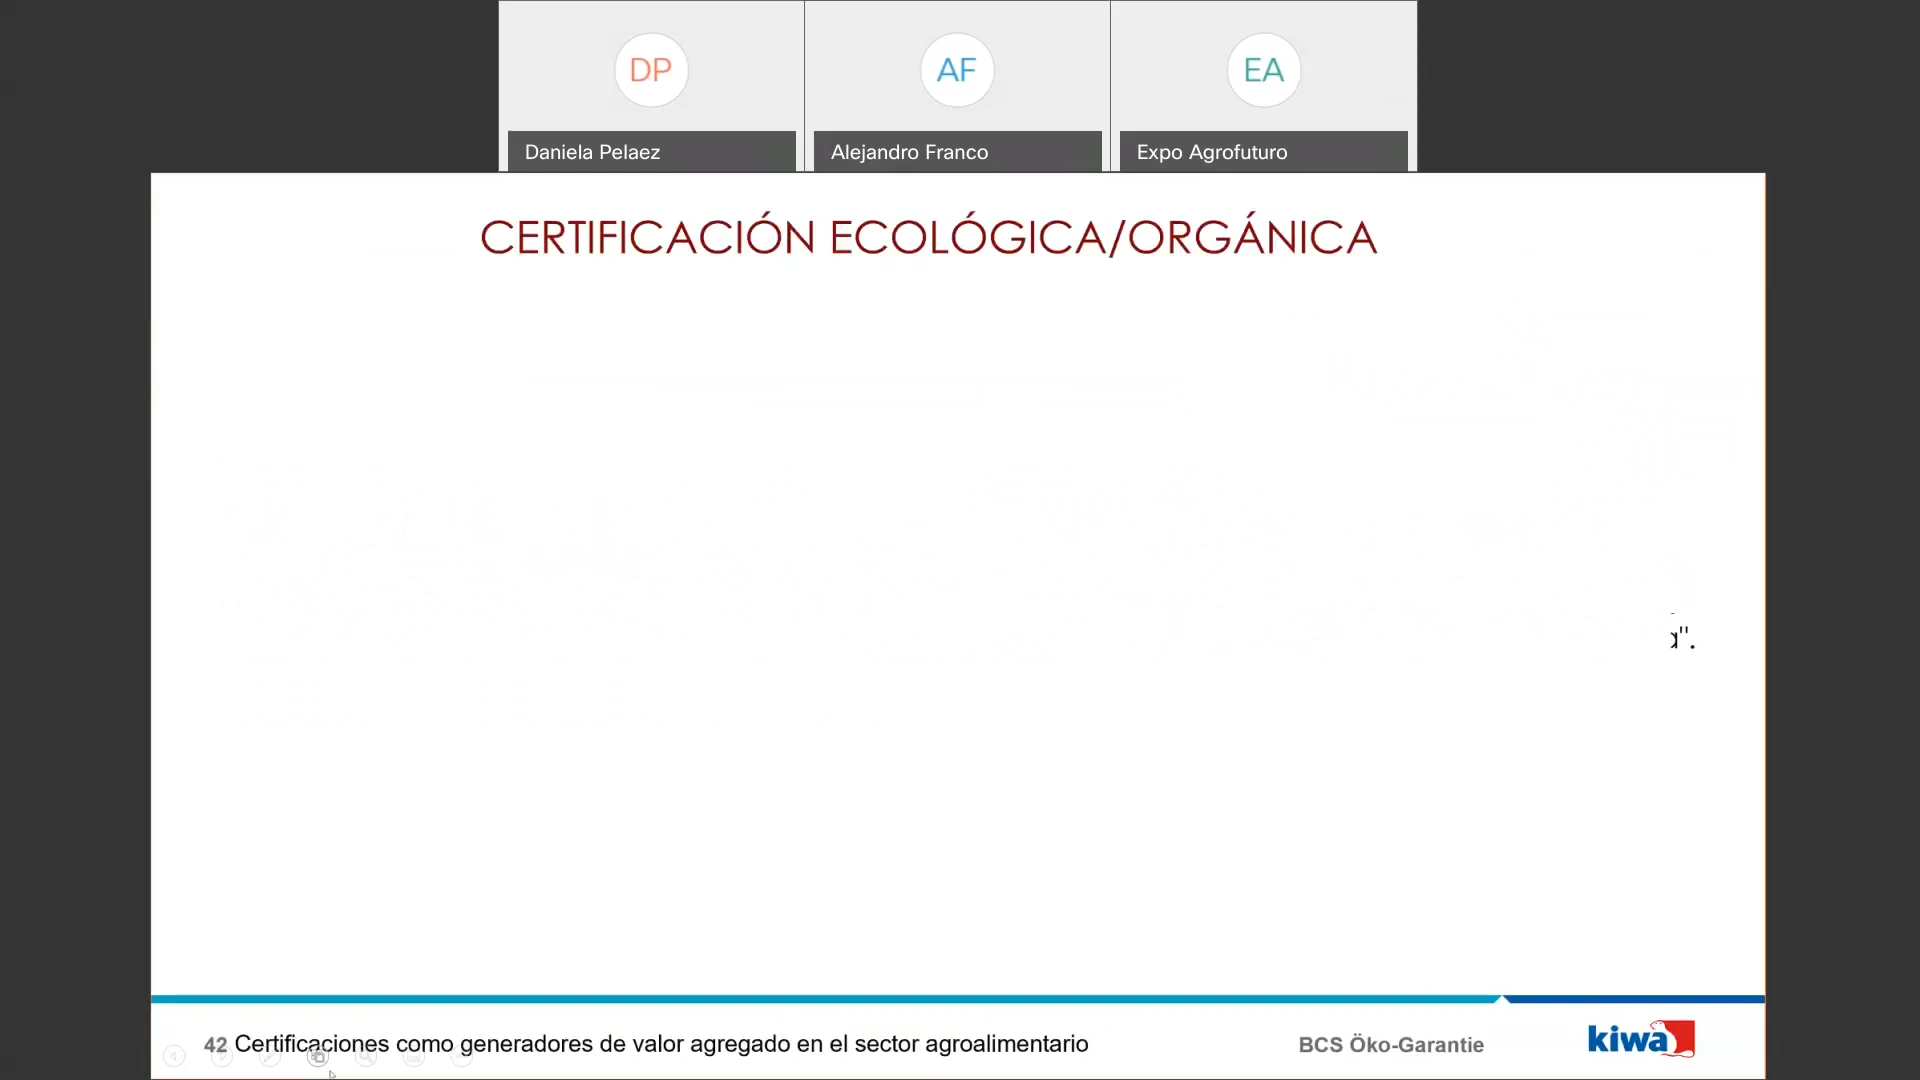 DP
AF
EA
Daniela Pelaez
Alejandro Franco
Expo Agrofuturo
CERTIFICACIÓN ECOLÓGICA/ORGÁNICA
42 Certificaciones como generadores de valor agregado en el sector agroalimentario
BCS Öko-Garantie
kiwa